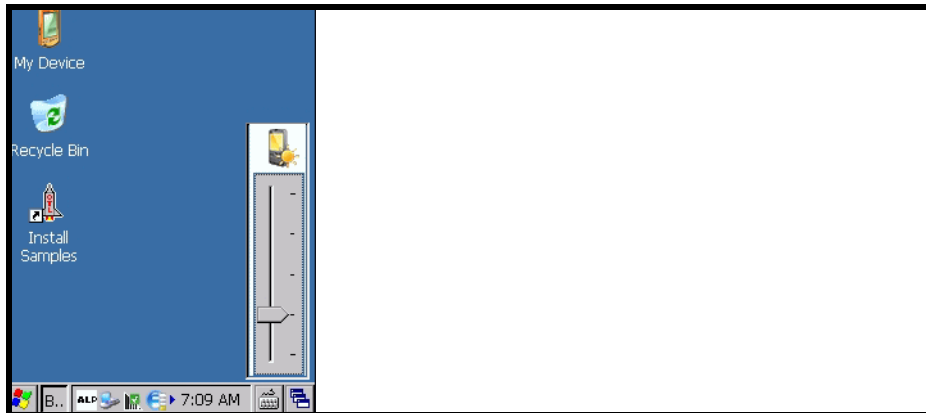 My Device
Recycle Bin
Install
Samples
B..
ALP
7:09 AM